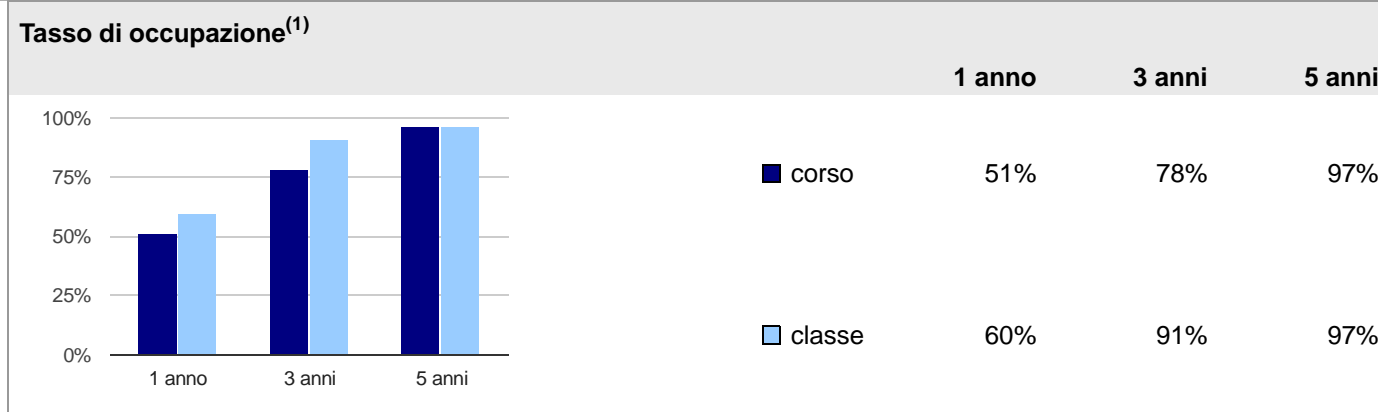 Tasso di occupazione(1)
1 anno 3 anni 5 anni
100%
75%
50%
25%
0%
1 anno 3 anni 5 anni
corso 51% 78% 97%
classe 60% 91% 97%